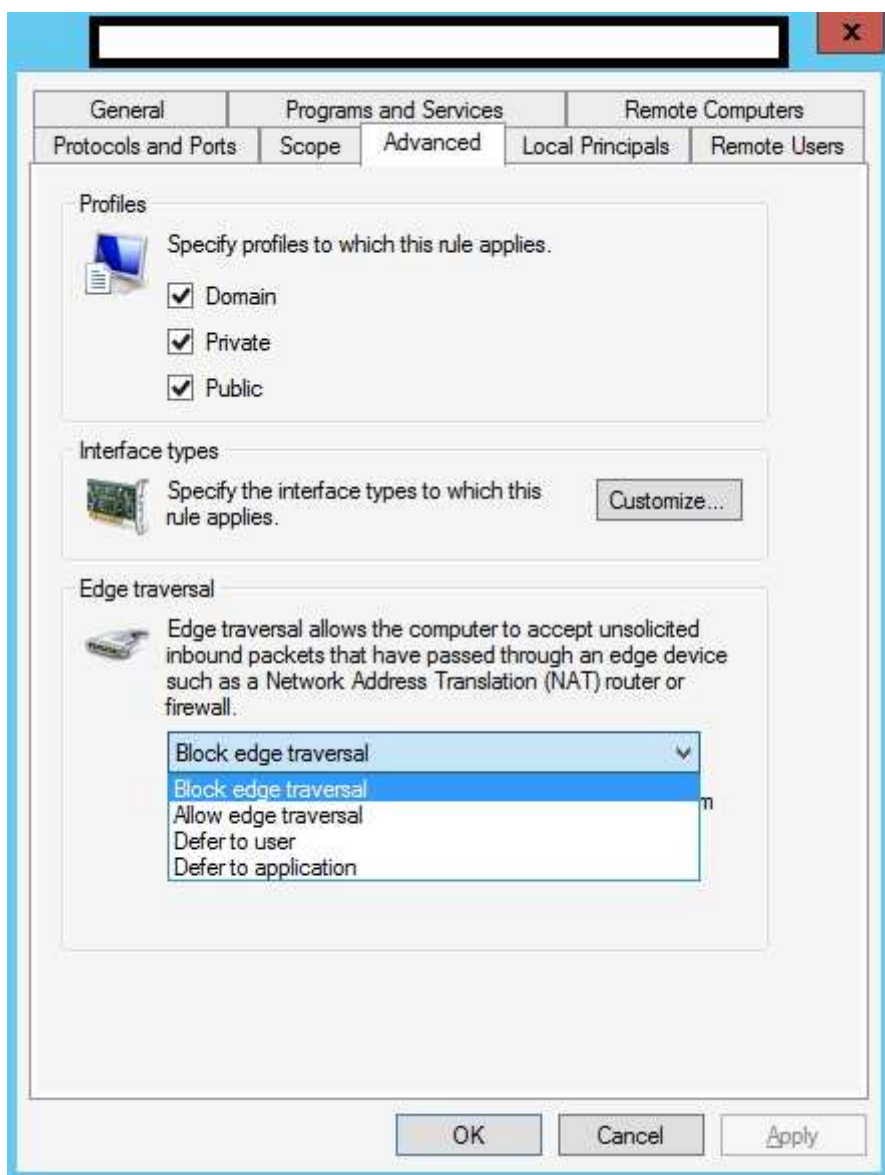 x
General Programs and Services Remote Computers
Protocols and Ports Scope Advanced Local Principals Remote Users
Profiles
Specify profiles to which this rule applies.
Domain
Private
Public
Interface types
Specify the interface types to which this
rule applies.
Customize...
Edge traversal
Edge traversal allows the computer to accept unsolicited
inbound packets that have passed through an edge device
such as a Network Address Translation (NAT) router or
firewall.
Block edge traversal
Block edge traversal
Allow edge traversal
Defer to user
Defer to application
OK Cancel Apply